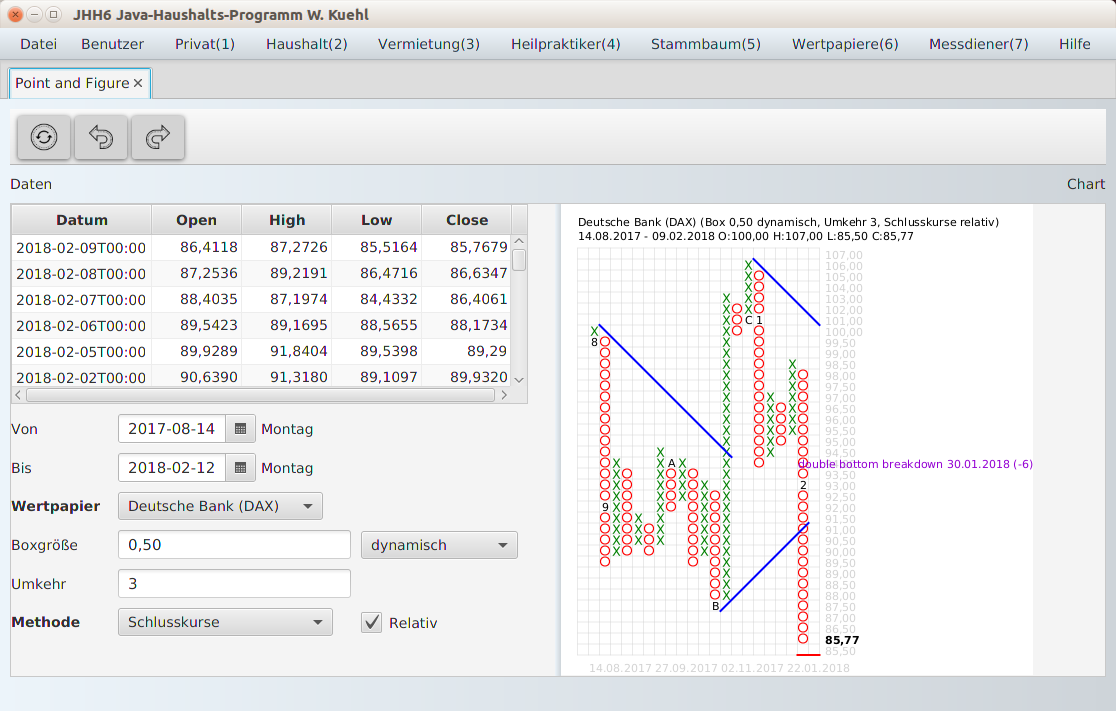 JHH6 Java-Haushalts-Programm W. Kuehl
Datei Benutzer Privat(1) Haushalt(2) Vermietung(3) Heilpraktiker(4) Stammbaum(5) Wertpapiere(6) Messdiener(7) Hilfe
Point and Figure
Daten
Chart
Datum Open High Low Close
2018-02-09T00:00 86,4118 87,2726 85,5164 85,7679
2018-02-08T00:00 87,2536 89,2191 86,4716 86,6347
2018-02-07T00:00 88,4035 87,1974 84,4332 86,4061
2018-02-06T00:00 89,5423 89,1695 88,5655 88,1734
2018-02-05T00:00 89,9289 91,8404 89,5398 89,29
2018-02-02T00:00 90,6390 91,3180 89,1097 89,9320
Von 2017-08-14 Montag
Bis 2018-02-12 Montag
Wertpapier Deutsche Bank (DAX)
Boxgröße 0,50 dynamisch
Umkehr 3
Methode Schlusskurse Relativ
Deutsche Bank (DAX) (Box 0,50 dynamisch, Umkehr 3, Schlusskurse relativ)
14.08.2017 - 09.02.2018 O:100,00 H:107,00 L:85,50 C:85,77
107,00
106,00
105,00
104,00
103,00
102,00
101,00
100,00
99,50
99,00
98,50
98,00
97,50
97,00
96,50
96,00
95,50
95,00
94,50
94,00
double bottom breakdown 30.01.2018 (-6)
93,50
93,00
92,50
92,00
91,50
91,00
90,50
90,00
89,50
89,00
88,50
88,00
87,50
87,00
86,50
85,77
85,50
8
9
A
B
C
1
2
14.08.2017 27.09.2017 02.11.2017 22.01.2018